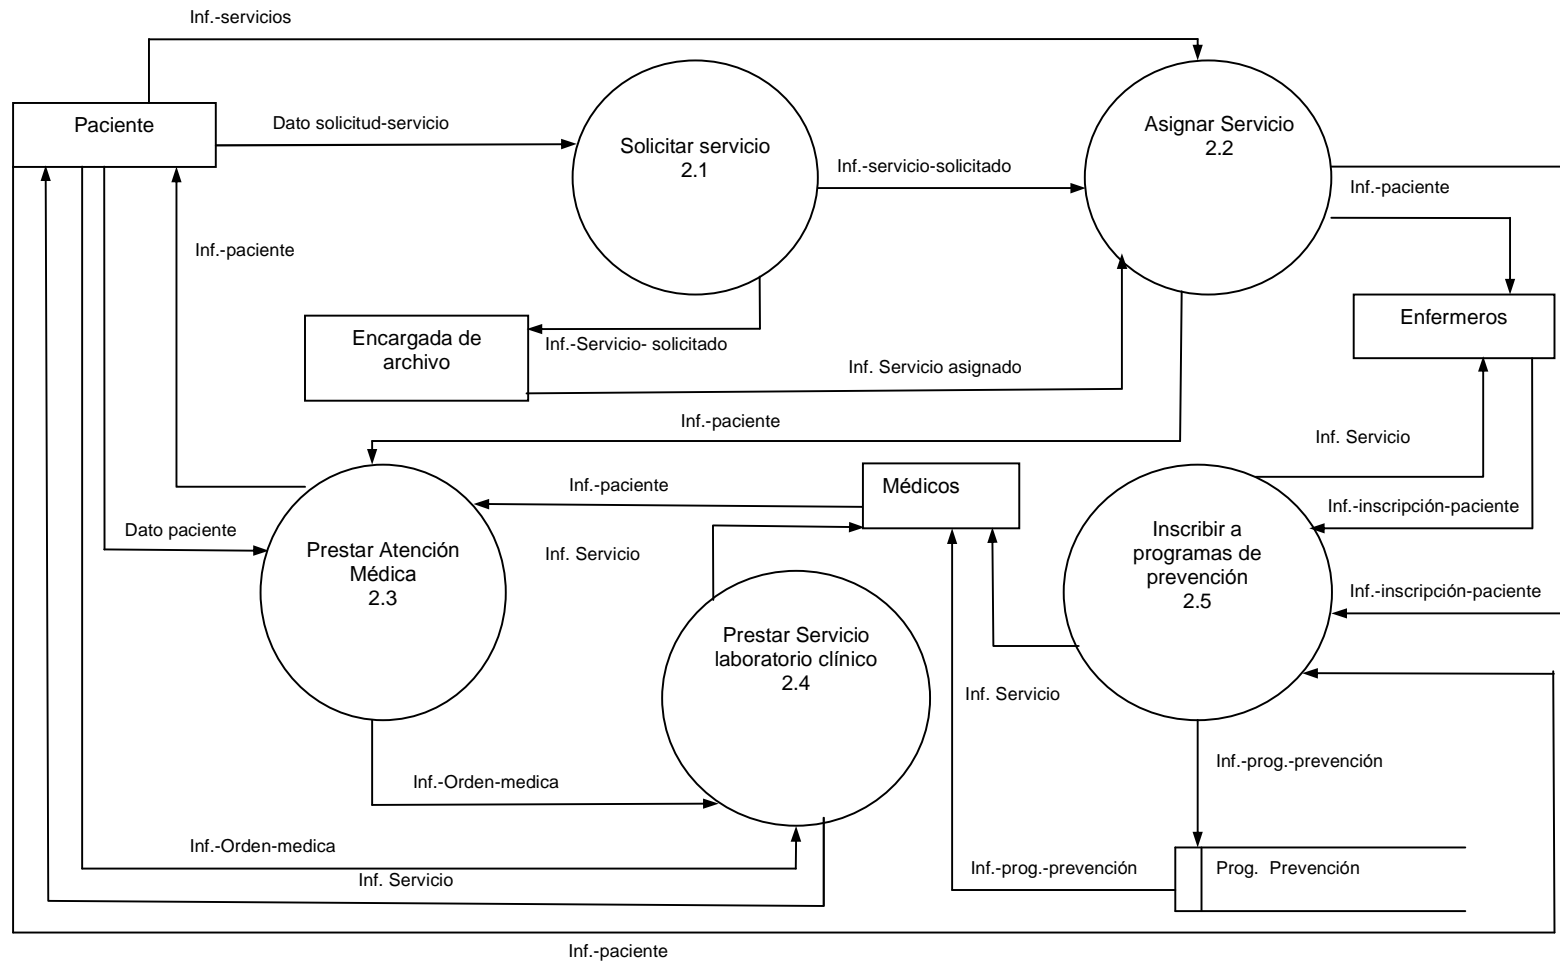 Inf.-servicios
Paciente
Dato solicitud-servicio
Solicitar servicio
2.1
Inf.-servicio-solicitado
Asignar Servicio
2.2
Inf.-paciente
Inf.-paciente
Encargada de
archivo
Inf.-Servicio- solicitado
Inf. Servicio asignado
Enfermeros
Inf.-paciente
Inf. Servicio
Inf.-paciente
Médicos
Inf.-inscripción-paciente
Dato paciente
Prestar Atención
Médica
2.3
Inf. Servicio
Inscribir a
programas de
prevención
2.5
Inf.-inscripción-paciente
Prestar Servicio
laboratorio clínico
2.4
Inf. Servicio
Inf.-Orden-medica
Inf.-prog.-prevención
Inf.-Orden-medica
Inf. Servicio
Inf.-prog.-prevención
Prog. Prevención
Inf.-paciente